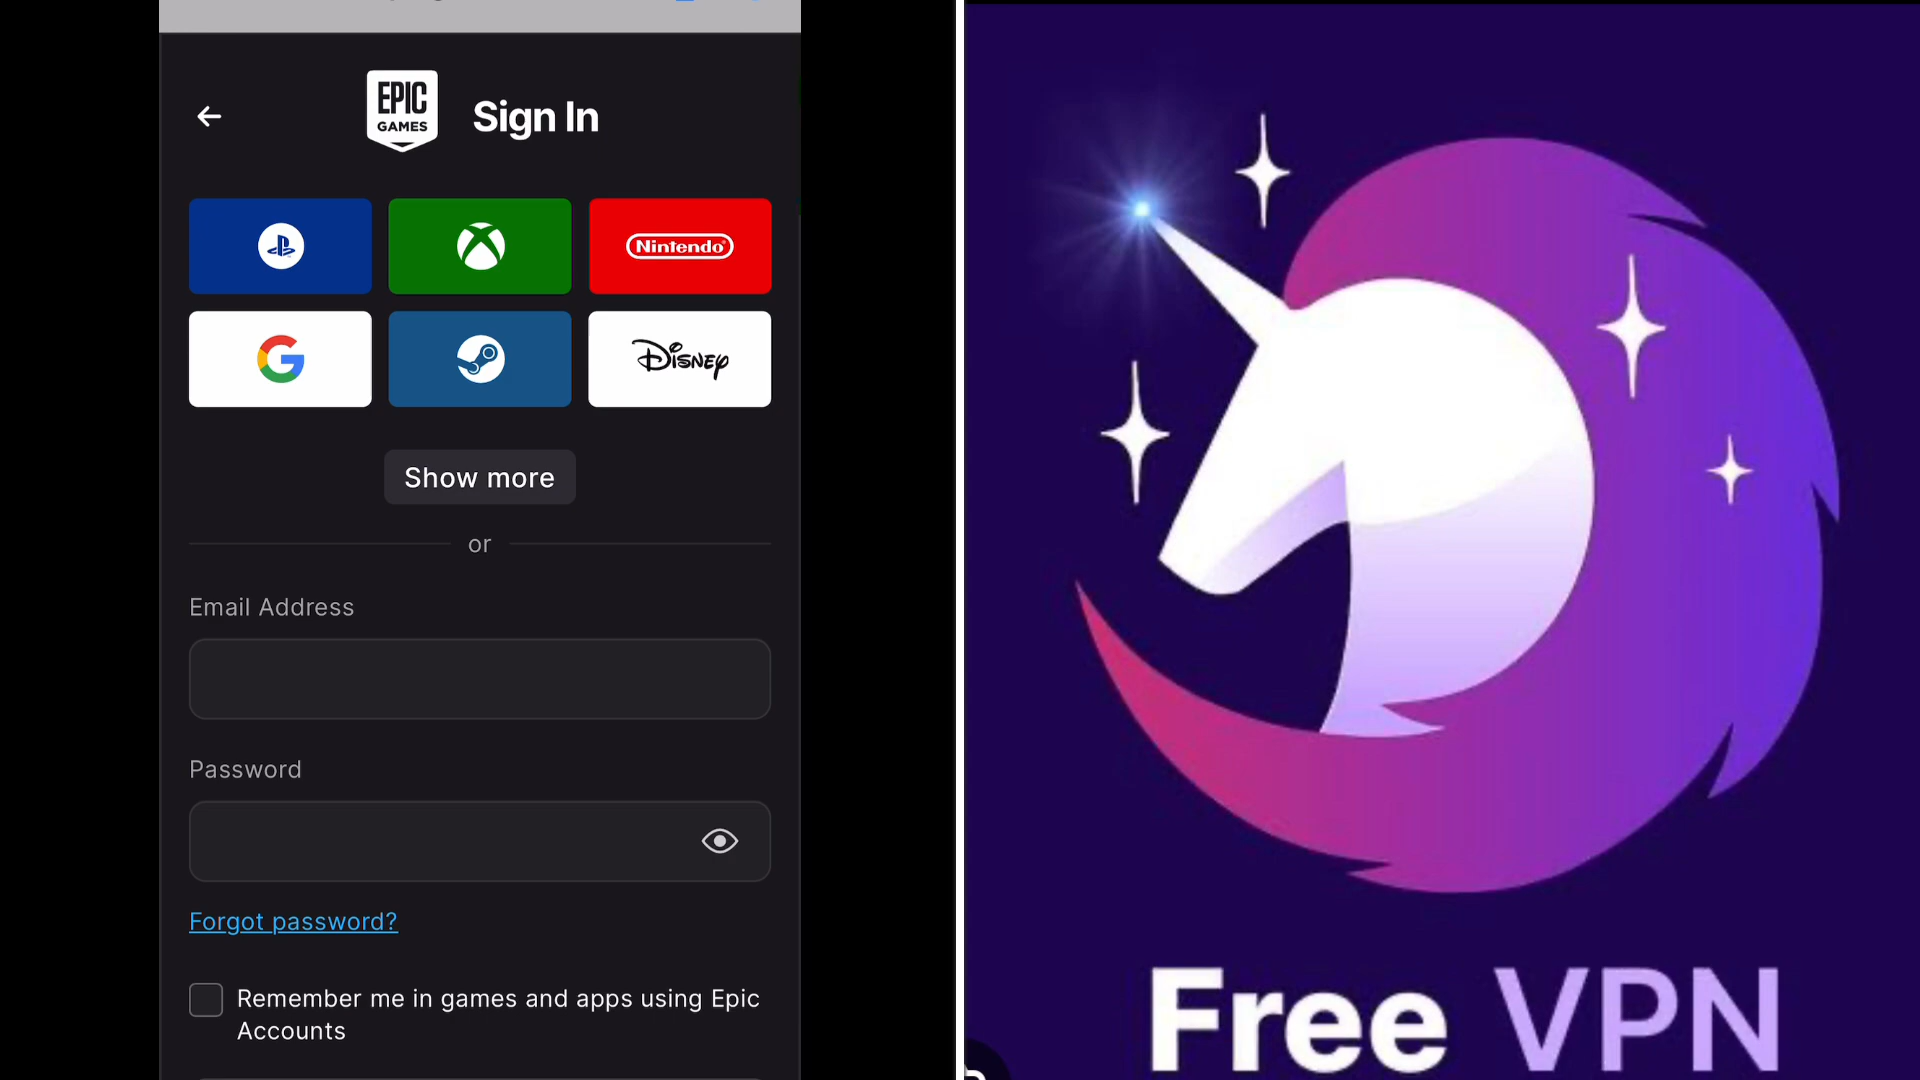 EPIC
GAMES
Sign In
Nintendo
Disney
Show more
or
Email Address
Password
Forgot password?
Remember me in games and apps using Epic
Accounts
Free VPN